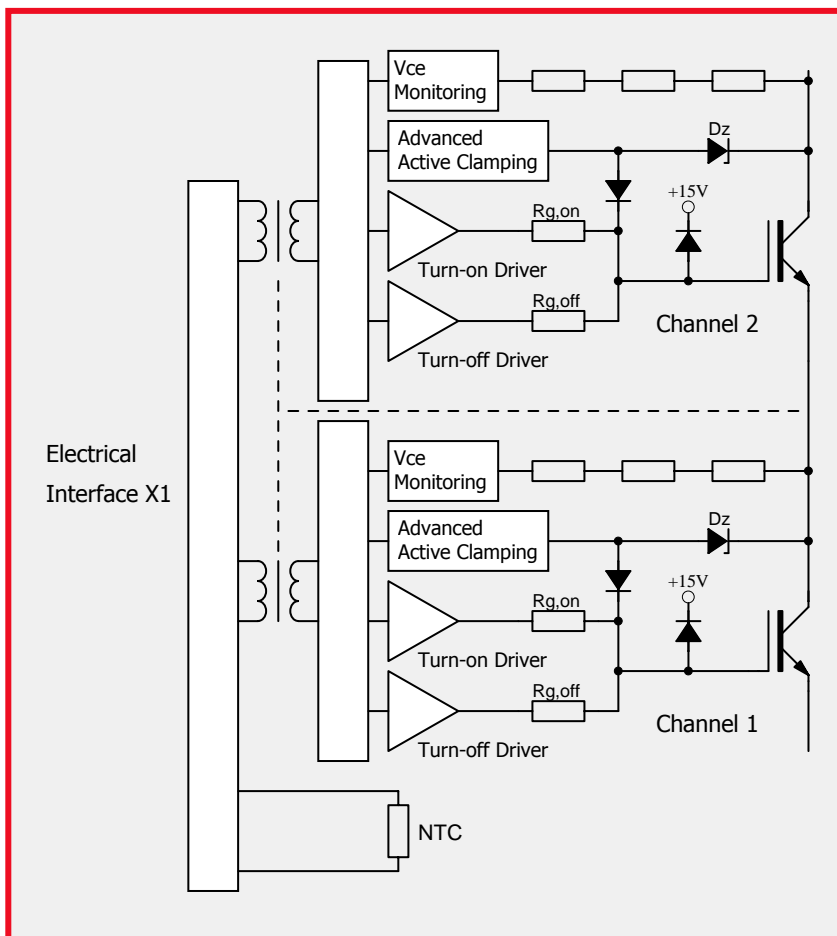 Vce
Monitoring
Advanced
Active Clamping
Dz
+15V
Rg,on
Turn-on Driver
Rg,off
Channel 2
Turn-off Driver
Electrical
Interface X1
Vce
Monitoring
Advanced
Active Clamping
Dz
+15V
Rg,on
Turn-on Driver
Rg,off
Channel 1
Turn-off Driver
NTC